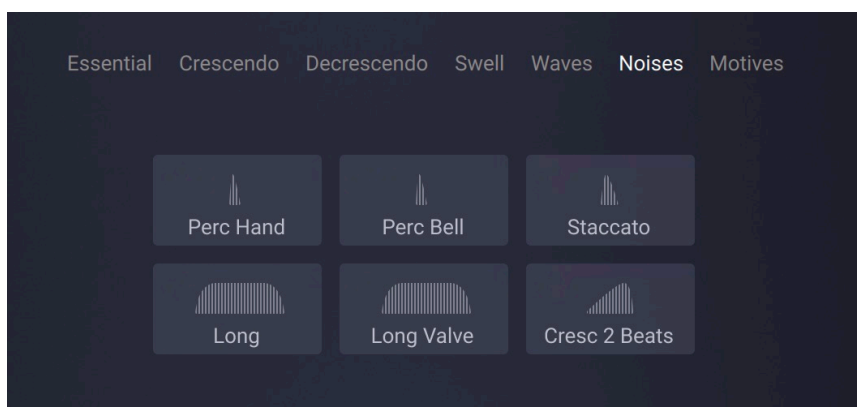 Essential Crescendo Decrescendo Swell Waves Noises Motives
Perc Hand Perc Bell Staccato
Long Long Valve Cresc 2 Beats